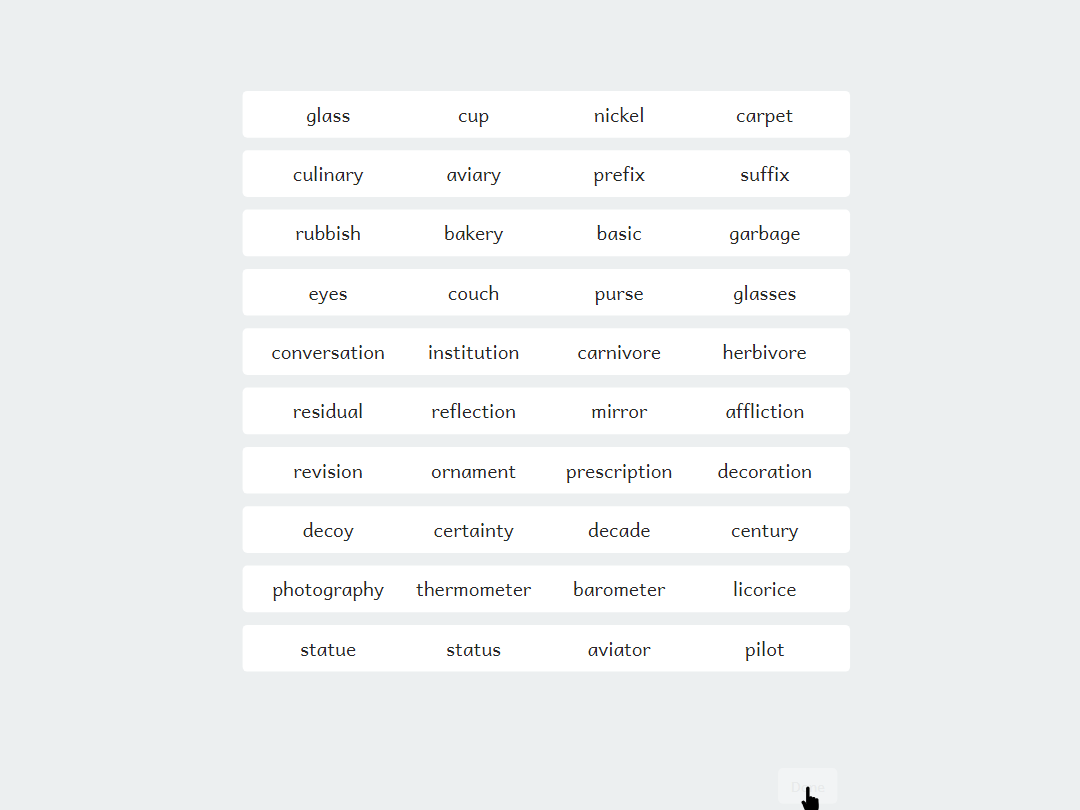 glass cup nickel carpet
culinary aviary prefix suffix
rubbish bakery basic garbage
eyes couch purse glasses
conversation institution carnivore herbivore
residual reflection mirror affliction
revision ornament prescription decoration
decoy certainty decade century
photography thermometer barometer licorice
statue status aviator pilot